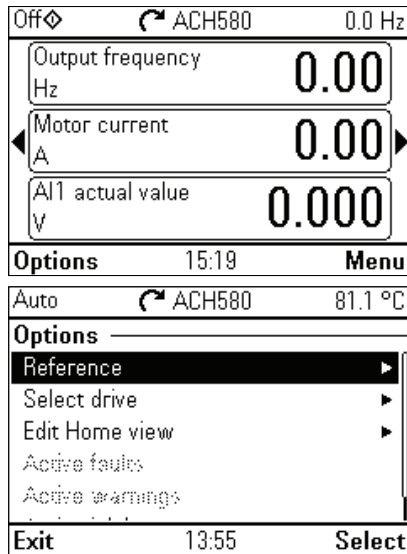 Off ACH580 0.0 Hz
Output frequency
Hz
0.00
Motor current
A
0.00
AI1 actual value
V
0.000
Options 15:19 Menu
Auto ACH580 81.1 °C
Options
Reference
Select drive
Edit Home view
Active faults
Active warnings
Exit 13:55 Select